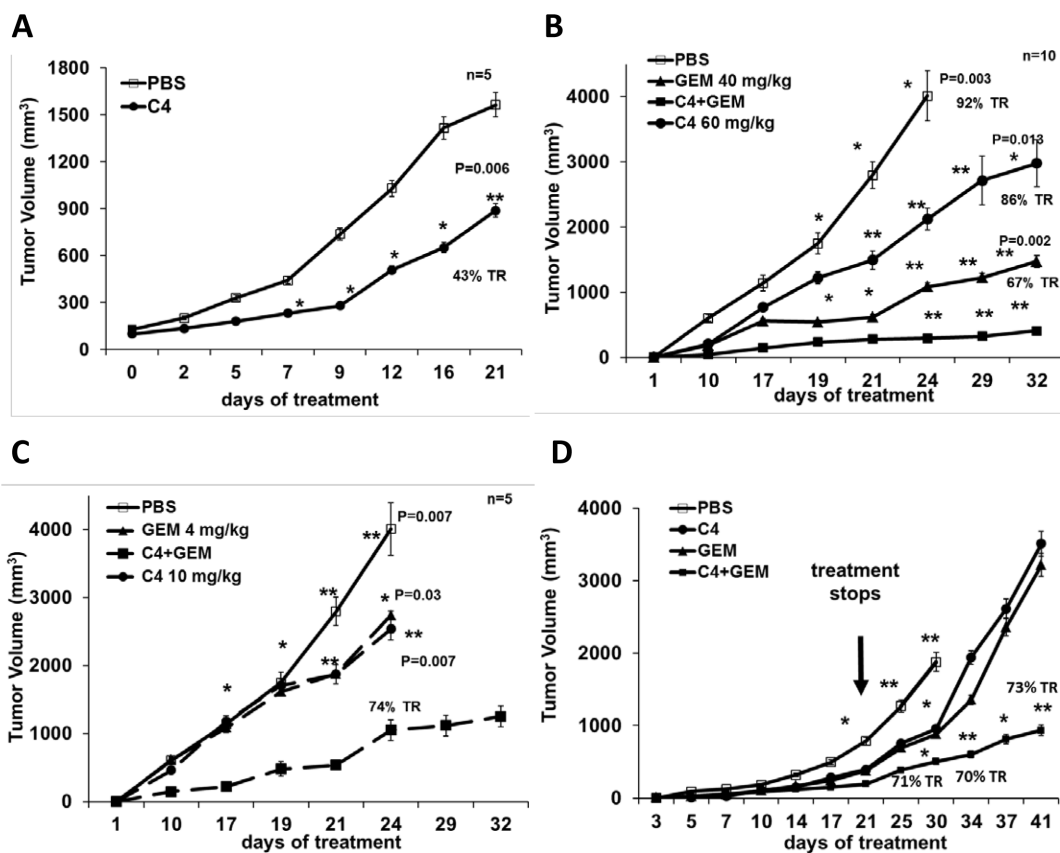 A
1800
1500
1200
900
600
300
0
Tumor Volume (mm³)
PBS
C4
n=5
P=0.006
*
*
*
*
**
43% TR
0 2 5 7 9 12 16 21
days of treatment
B
4000
3000
2000
1000
0
Tumor Volume (mm³)
PBS
GEM 40 mg/kg
C4+GEM
C4 60 mg/kg
n=10
* P=0.003
92% TR
*
P=0.013
** *
* ** 86% TR
**
P=0.002
** ** **
67% TR
* *
** ** **
1 10 17 19 21 24 29 32
days of treatment
C
4000
3000
2000
1000
0
Tumor Volume (mm³)
PBS
GEM 4 mg/kg
C4+GEM
C4 10 mg/kg
n=5
P=0.007
**
** * P=0.03
* **
* ** P=0.007
74% TR
1 10 17 19 21 24 29 32
days of treatment
D
4000
3000
2000
1000
0
Tumor Volume (mm³)
PBS
C4
GEM
C4+GEM
treatment
stops
**
**
* *
73% TR
* ** * **
71% TR 70% TR
3 5 7 10 14 17 21 25 30 34 37 41
days of treatment